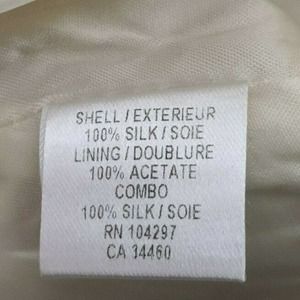 SHELL / EXTERIEUR
100% SILK / SOIE
LINING / DOUBLURE
100% ACETATE
COMBO
100% SILK / SOIE
RN 104297
CA 34460